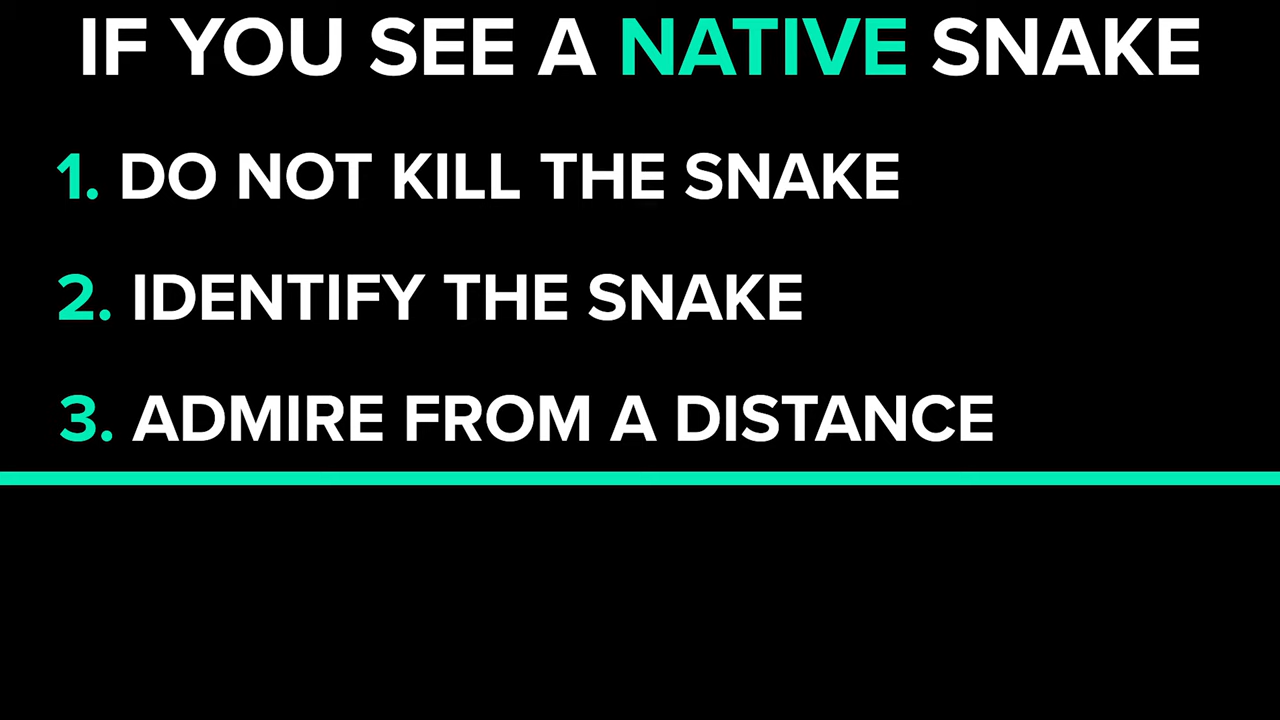 IF YOU SEE A NATIVE SNAKE
1. DO NOT KILL THE SNAKE
2. IDENTIFY THE SNAKE
3. ADMIRE FROM A DISTANCE